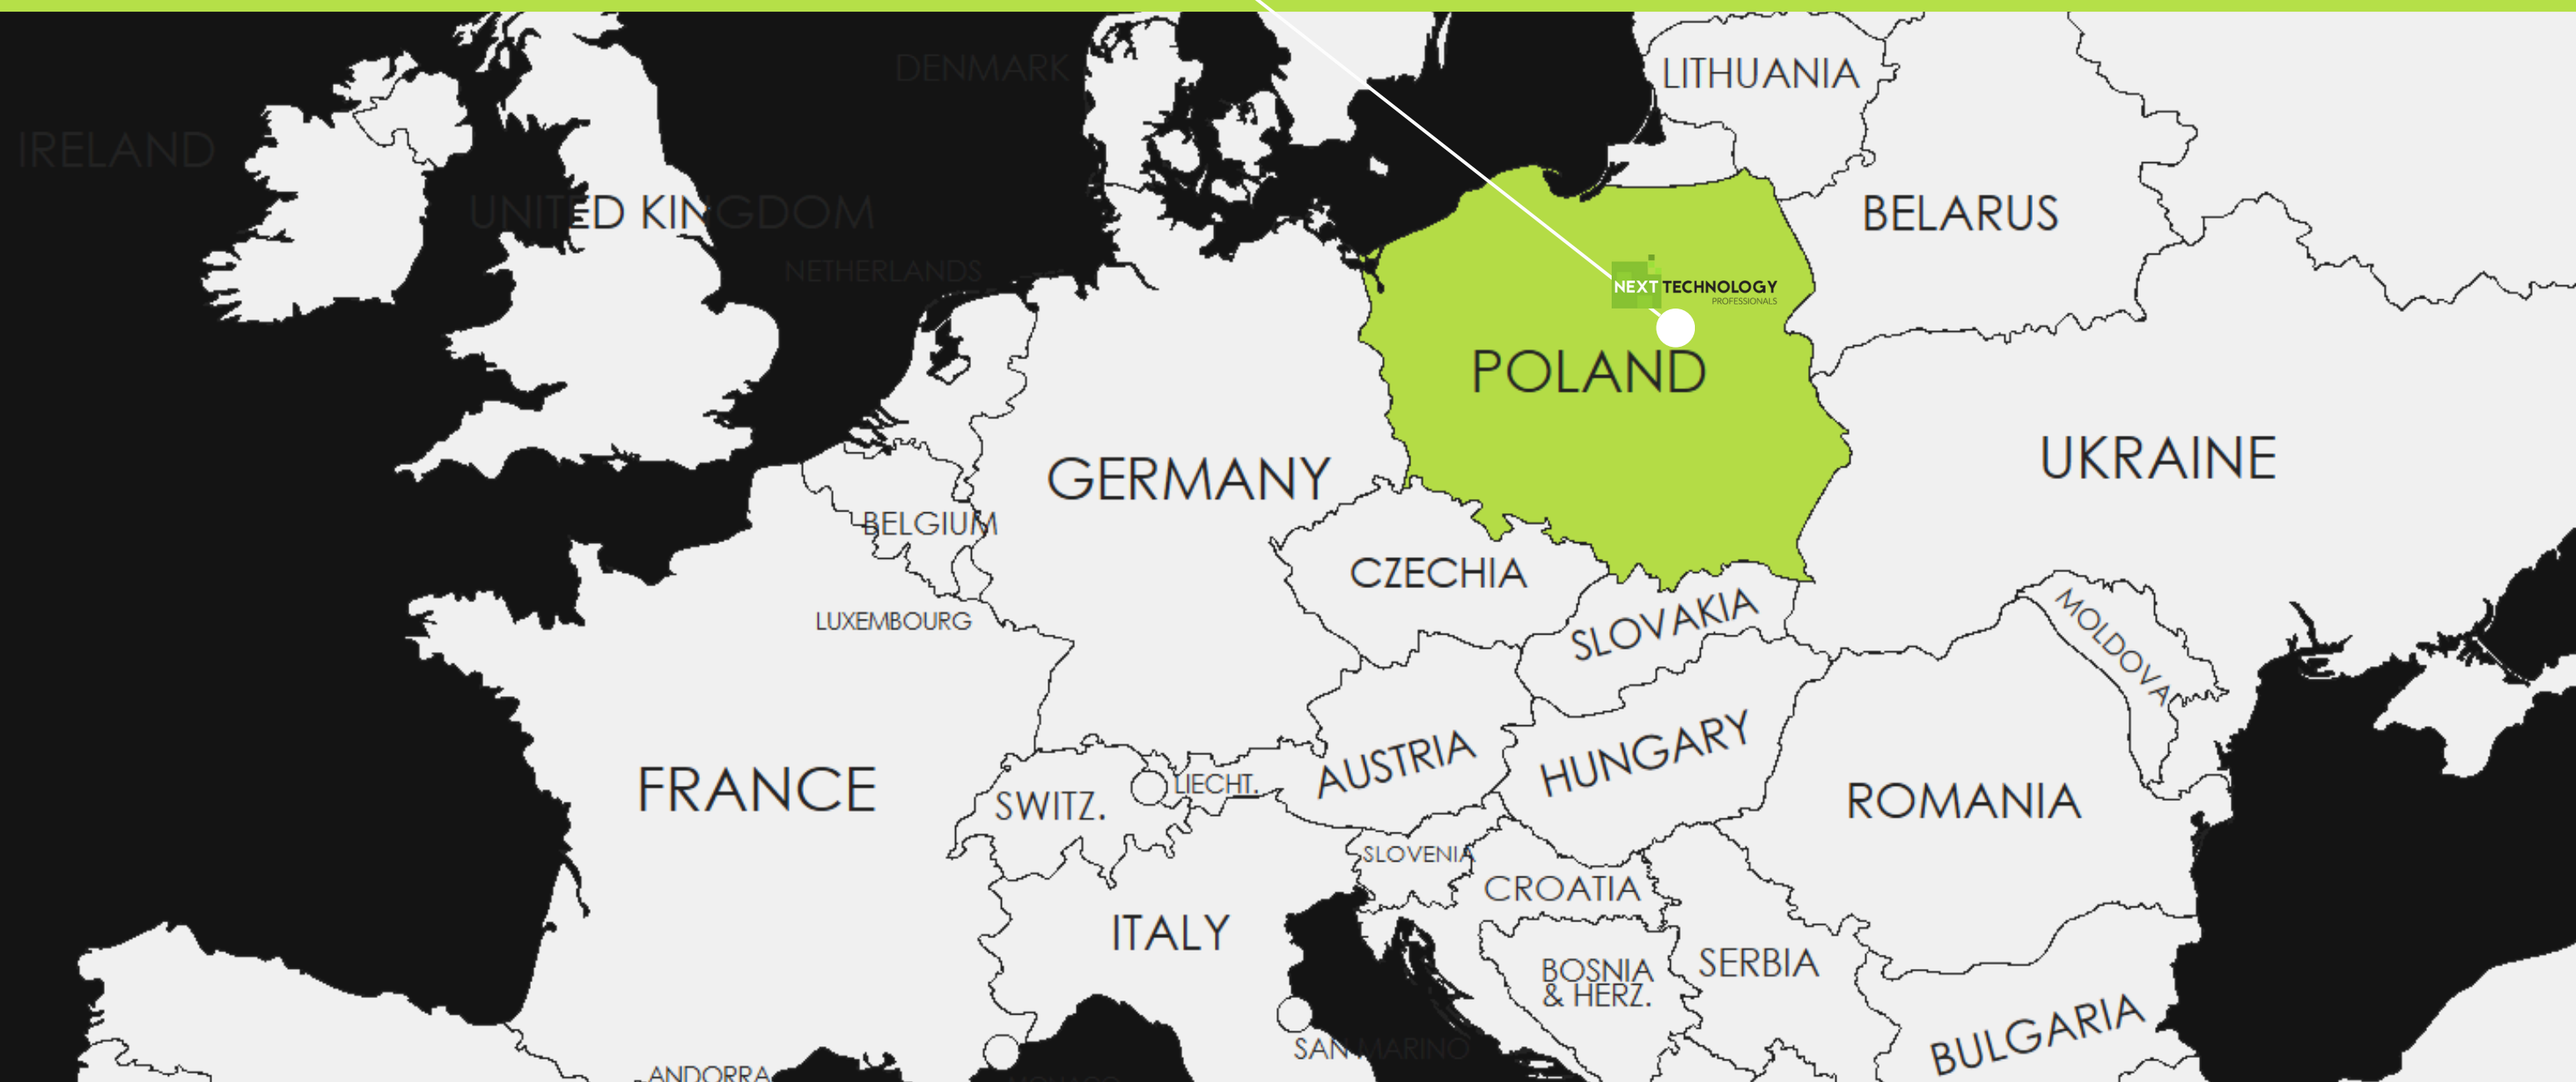 DENMARK
LITHUANIA
IRELAND
UNITED KINGDOM
BELARUS
NETHERLANDS
NEXT TECHNOLOGY
PROFESSIONALS
POLAND
UKRAINE
GERMANY
BELGIUM
CZECHIA
LUXEMBOURG
SLOVAKIA
MOLDOVA
AUSTRIA
HUNGARY
FRANCE
SWITZ.
LIECHT.
ROMANIA
SLOVENIA
CROATIA
ITALY
SERBIA
BOSNIA
& HERZ.
BULGARIA
SAN MARINO
ANDORRA